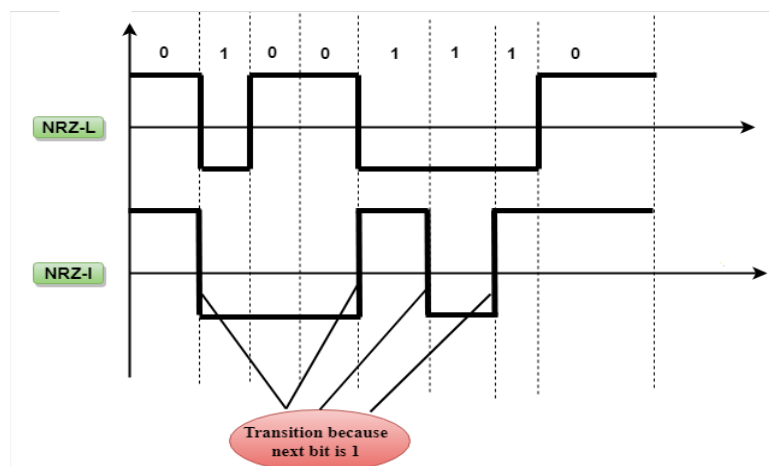 0 1 0 0 1 1 1 0
NRZ-L
NRZ-I
Transition because
next bit is 1